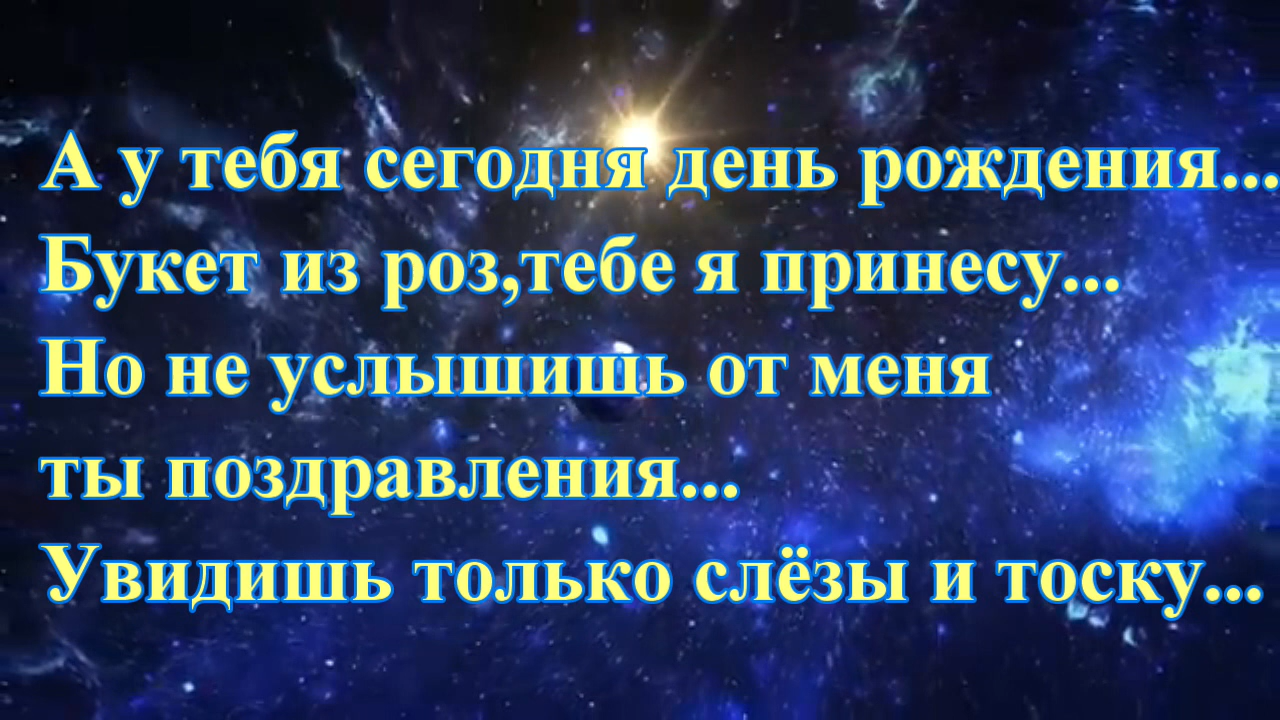 А у тебя сегодня день рождения...
Букет из роз,тебе я принесу...
Но не услышишь от меня
ты поздравления...
Увидишь только слёзы и тоску...